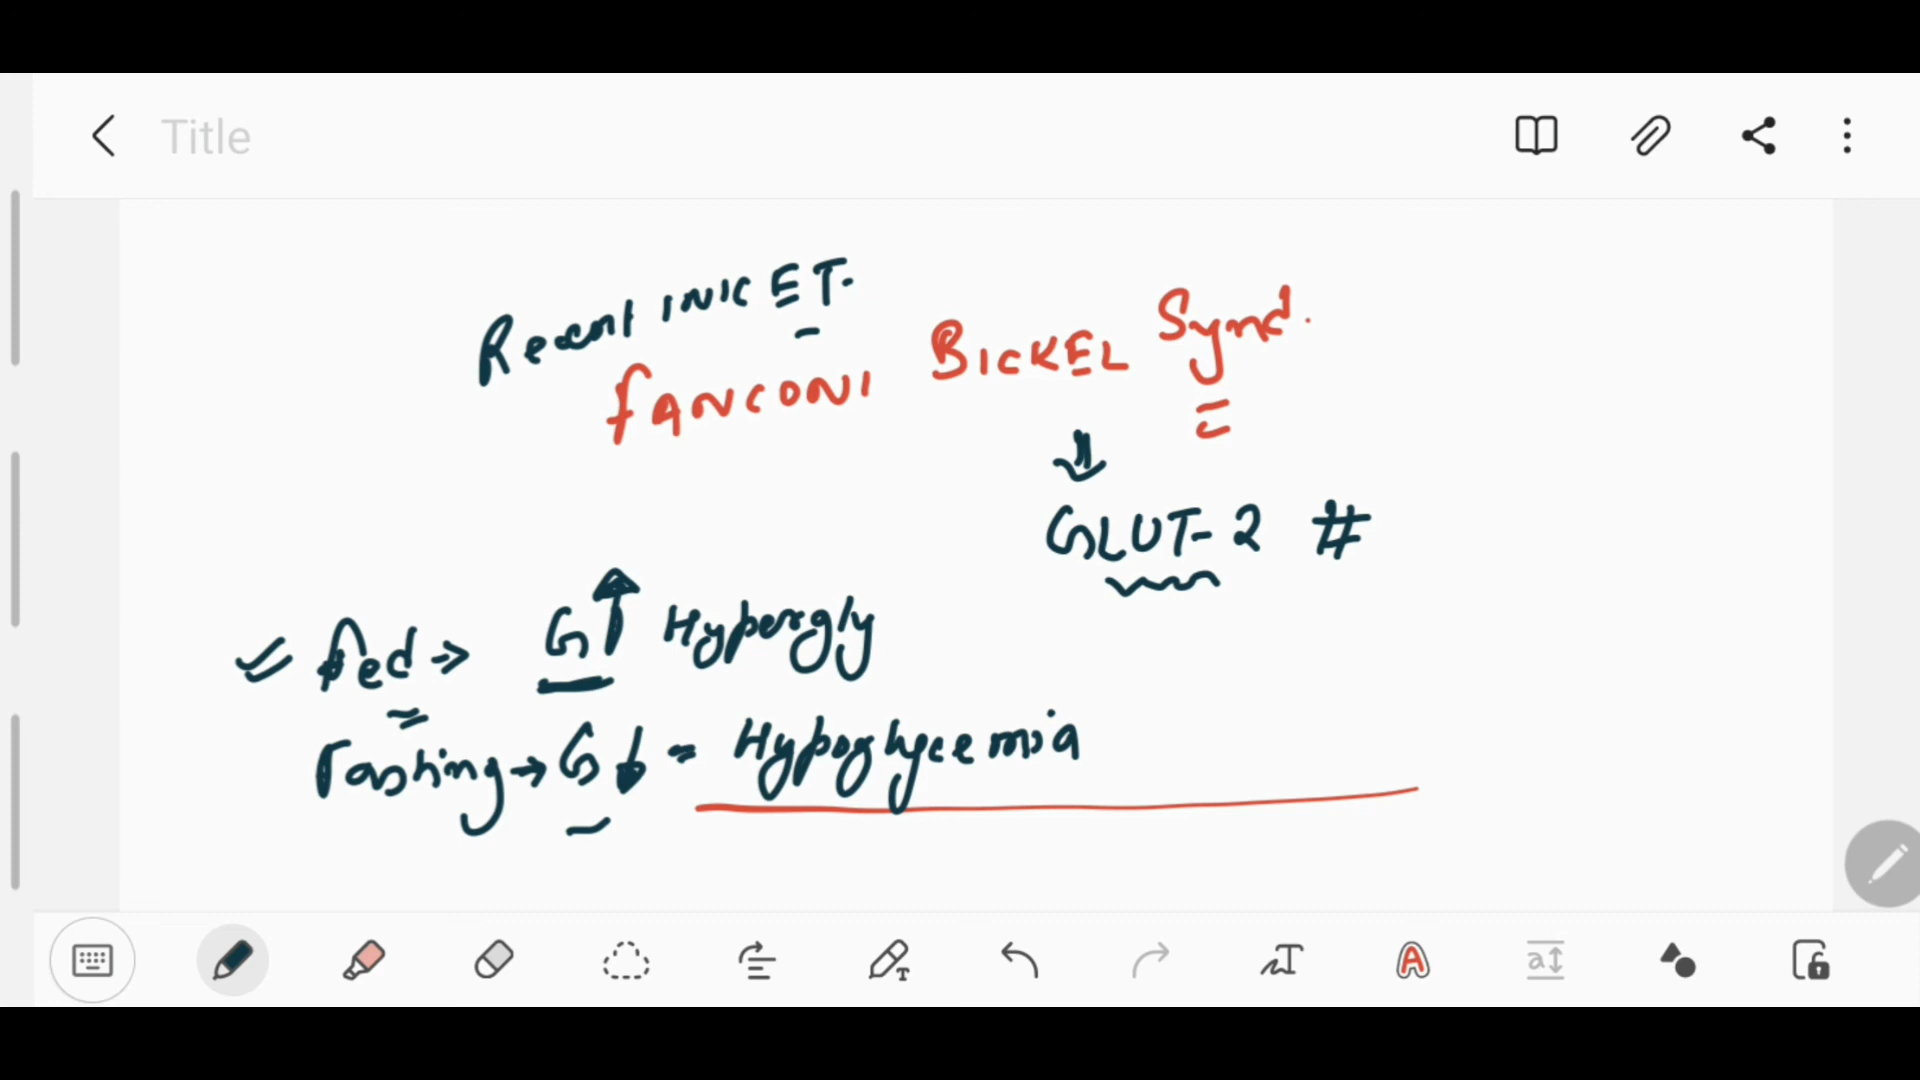 Title
Recent INICET-
FANCONI BICKEL Synd.
GLUT-2 #
fed → G↑ Hypergly
Fasting → G↓ = Hypoglycemia